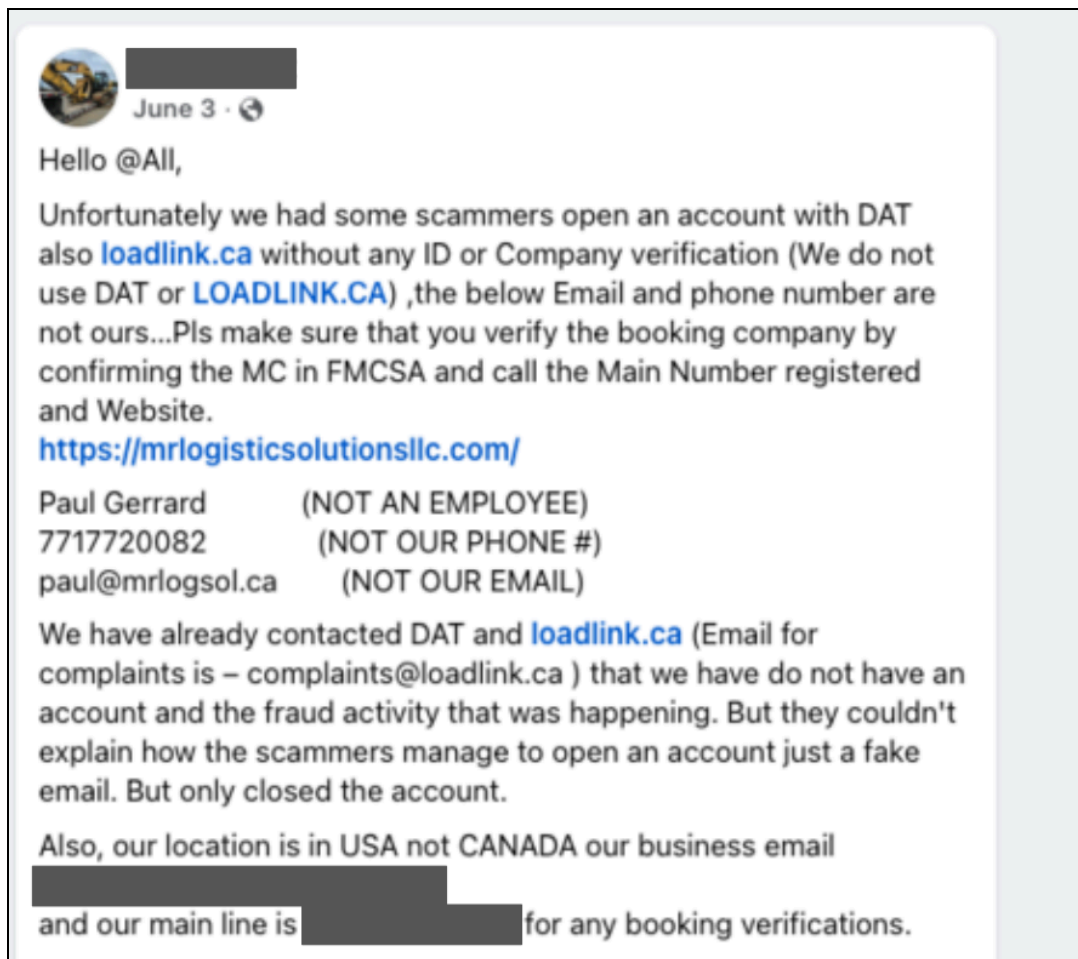 June 3 ·
Hello @All,
Unfortunately we had some scammers open an account with DAT
also loadlink.ca without any ID or Company verification (We do not
use DAT or LOADLINK.CA) ,the below Email and phone number are
not ours...Pls make sure that you verify the booking company by
confirming the MC in FMCSA and call the Main Number registered
and Website.
https://mrlogisticsolutionsllc.com/
Paul Gerrard (NOT AN EMPLOYEE)
7717720082 (NOT OUR PHONE #)
paul@mrlogsol.ca (NOT OUR EMAIL)
We have already contacted DAT and loadlink.ca (Email for
complaints is – complaints@loadlink.ca ) that we have do not have an
account and the fraud activity that was happening. But they couldn't
explain how the scammers manage to open an account just a fake
email. But only closed the account.
Also, our location is in USA not CANADA our business email
and our main line is for any booking verifications.